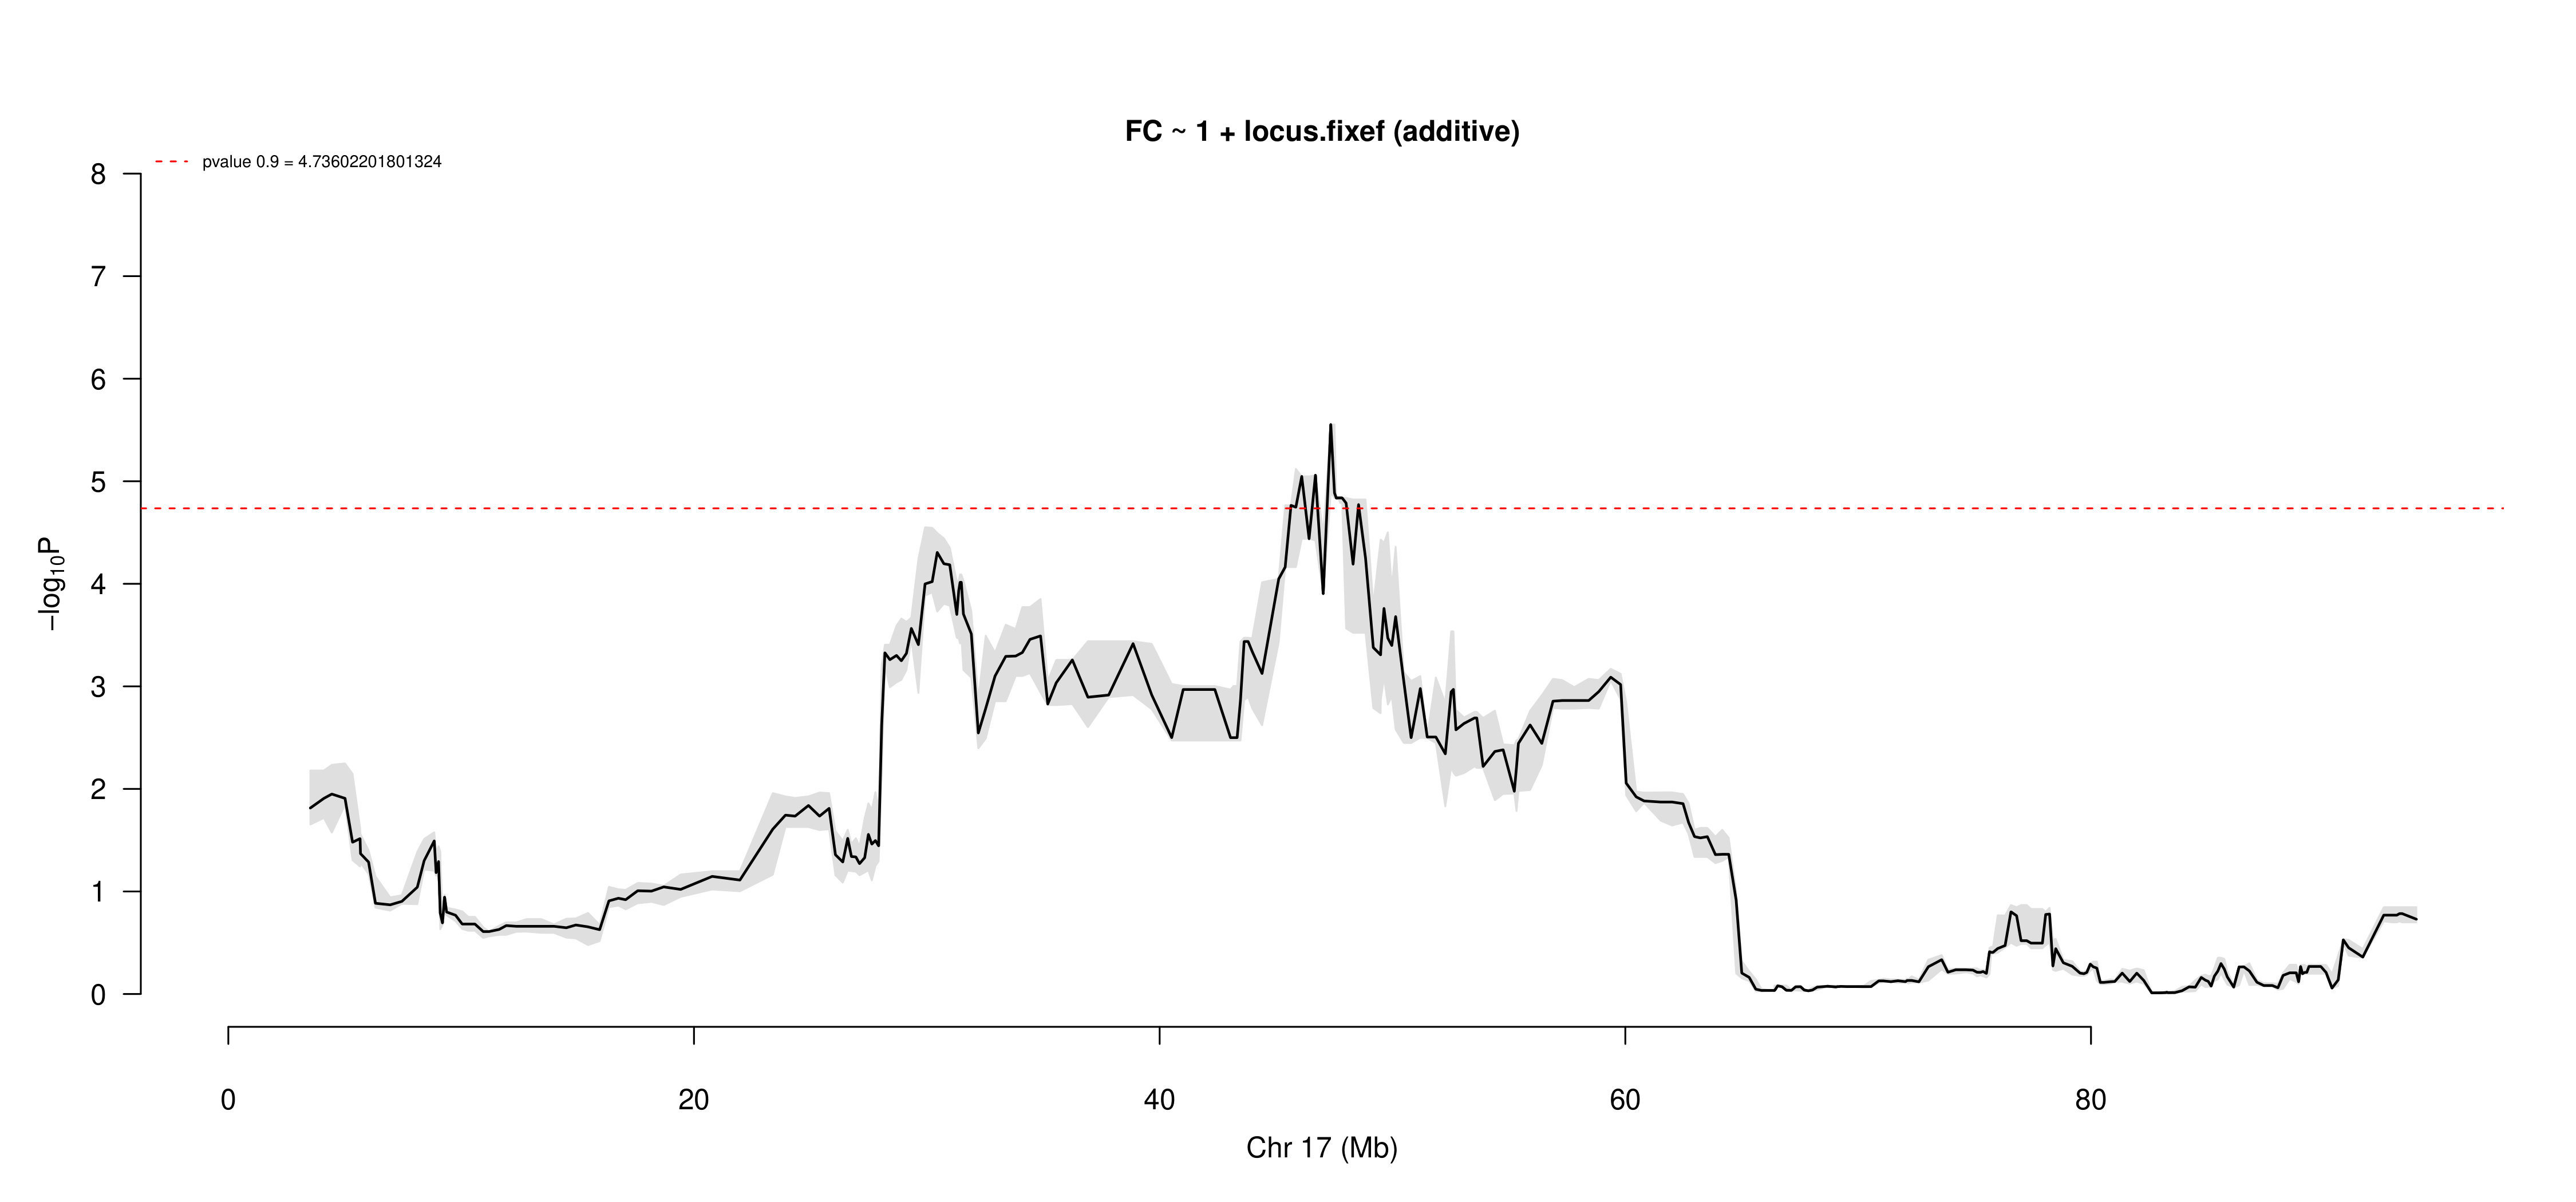 FC ~ 1 + locus.fixef (additive)
pvalue 0.9 = 4.73602201801324
8
7
6
5
4
3
2
1
0
−log10P
0 20 40 60 80
Chr 17 (Mb)